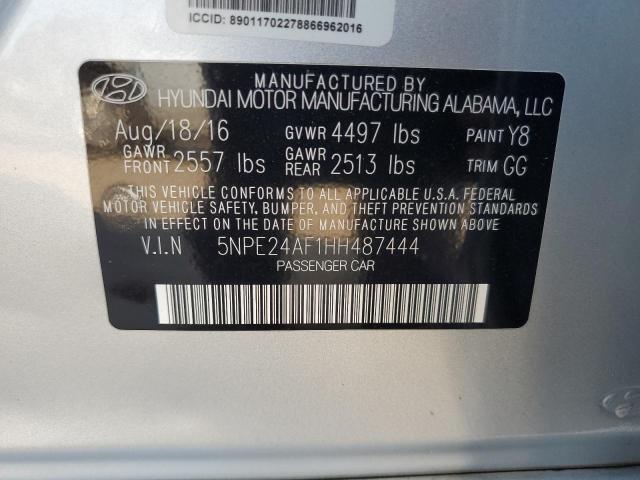 ICCID: 89011702278866962016
MANUFACTURED BY
HYUNDAI MOTOR MANUFACTURING ALABAMA, LLC
Aug/18/16 GVWR 4497 lbs PAINT Y8
GAWR FRONT 2557 lbs GAWR REAR 2513 lbs TRIM GG
THIS VEHICLE CONFORMS TO ALL APPLICABLE U.S.A. FEDERAL
MOTOR VEHICLE SAFETY, BUMPER, AND THEFT PREVENTION STANDARDS
IN EFFECT ON THE DATE OF MANUFACTURE SHOWN ABOVE.
V.I.N 5NPE24AF1HH487444
PASSENGER CAR